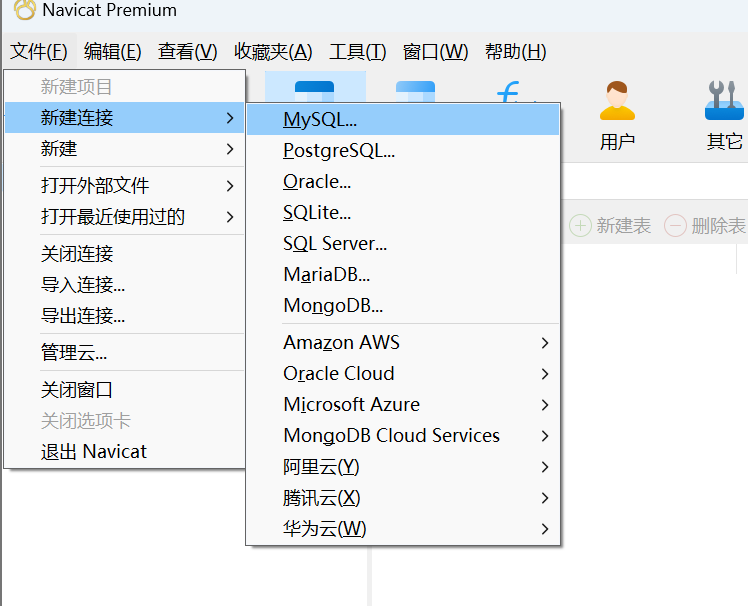 Navicat Premium
文件(F) 编辑(E) 查看(V) 收藏夹(A) 工具(T) 窗口(W) 帮助(H)
新建项目
新建连接
新建
打开外部文件
打开最近使用过的
关闭连接
导入连接...
导出连接...
管理云...
关闭窗口
关闭选项卡
退出 Navicat
MySQL...
PostgreSQL...
Oracle...
SQLite...
SQL Server...
MariaDB...
MongoDB...
Amazon AWS
Oracle Cloud
Microsoft Azure
MongoDB Cloud Services
阿里云(Y)
腾讯云(X)
华为云(W)
用户 其它
新建表 删除表